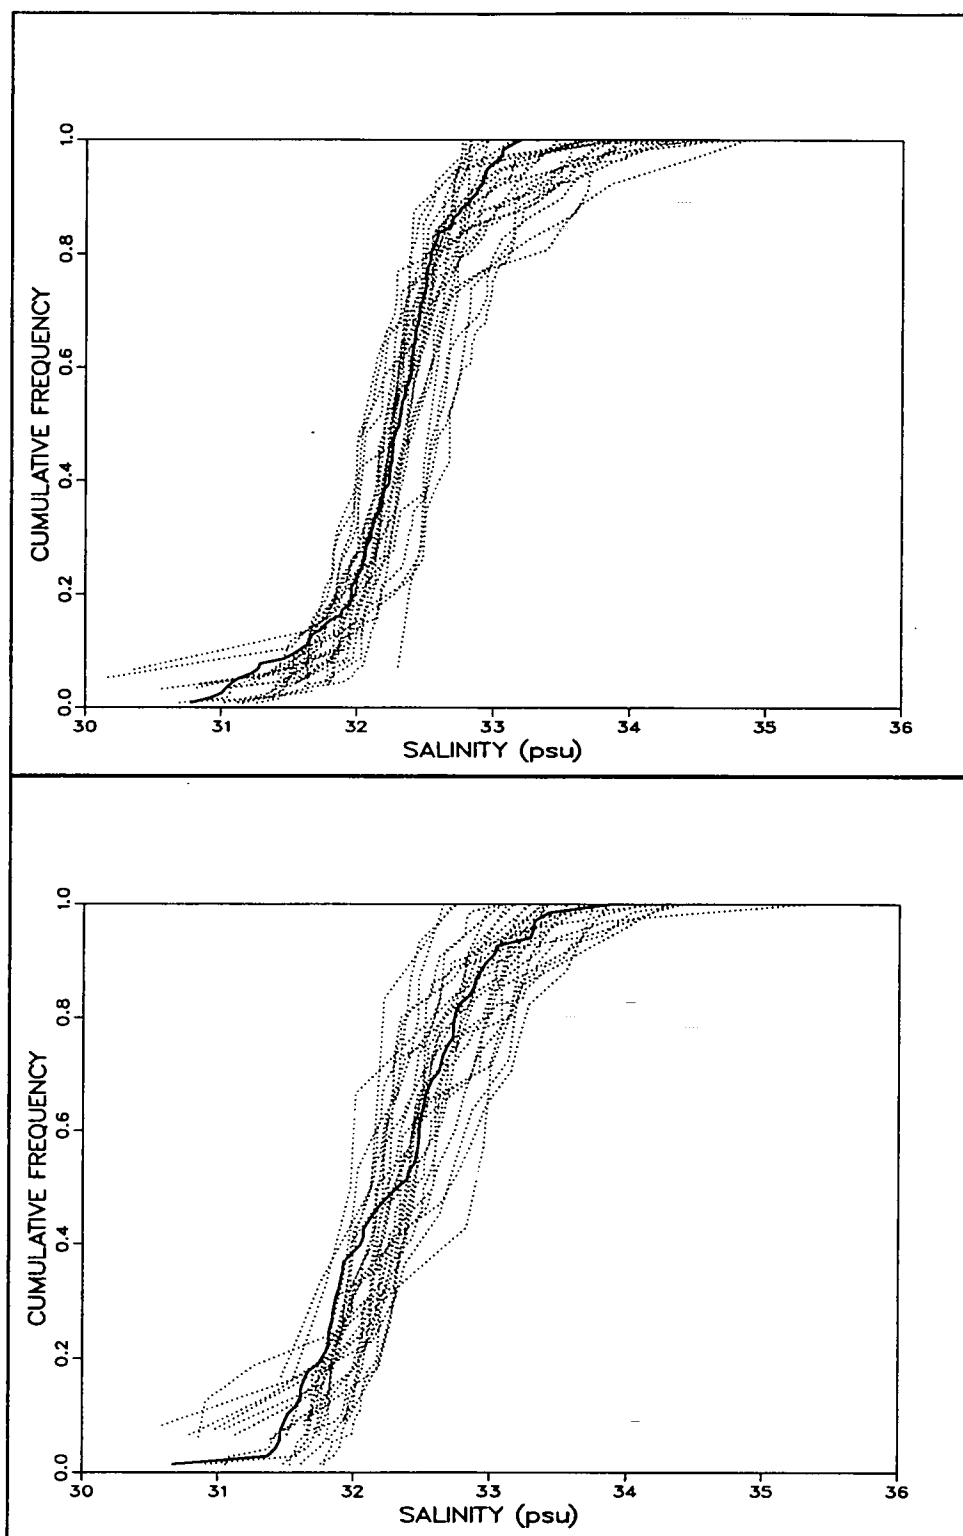 1.0
0.8
0.6
0.4
0.2
0.0
CUMULATIVE FREQUENCY
30 31 32 33 34 35 36
SALINITY (psu)
1.0
0.8
0.6
0.4
0.2
0.0
CUMULATIVE FREQUENCY
30 31 32 33 34 35 36
SALINITY (psu)